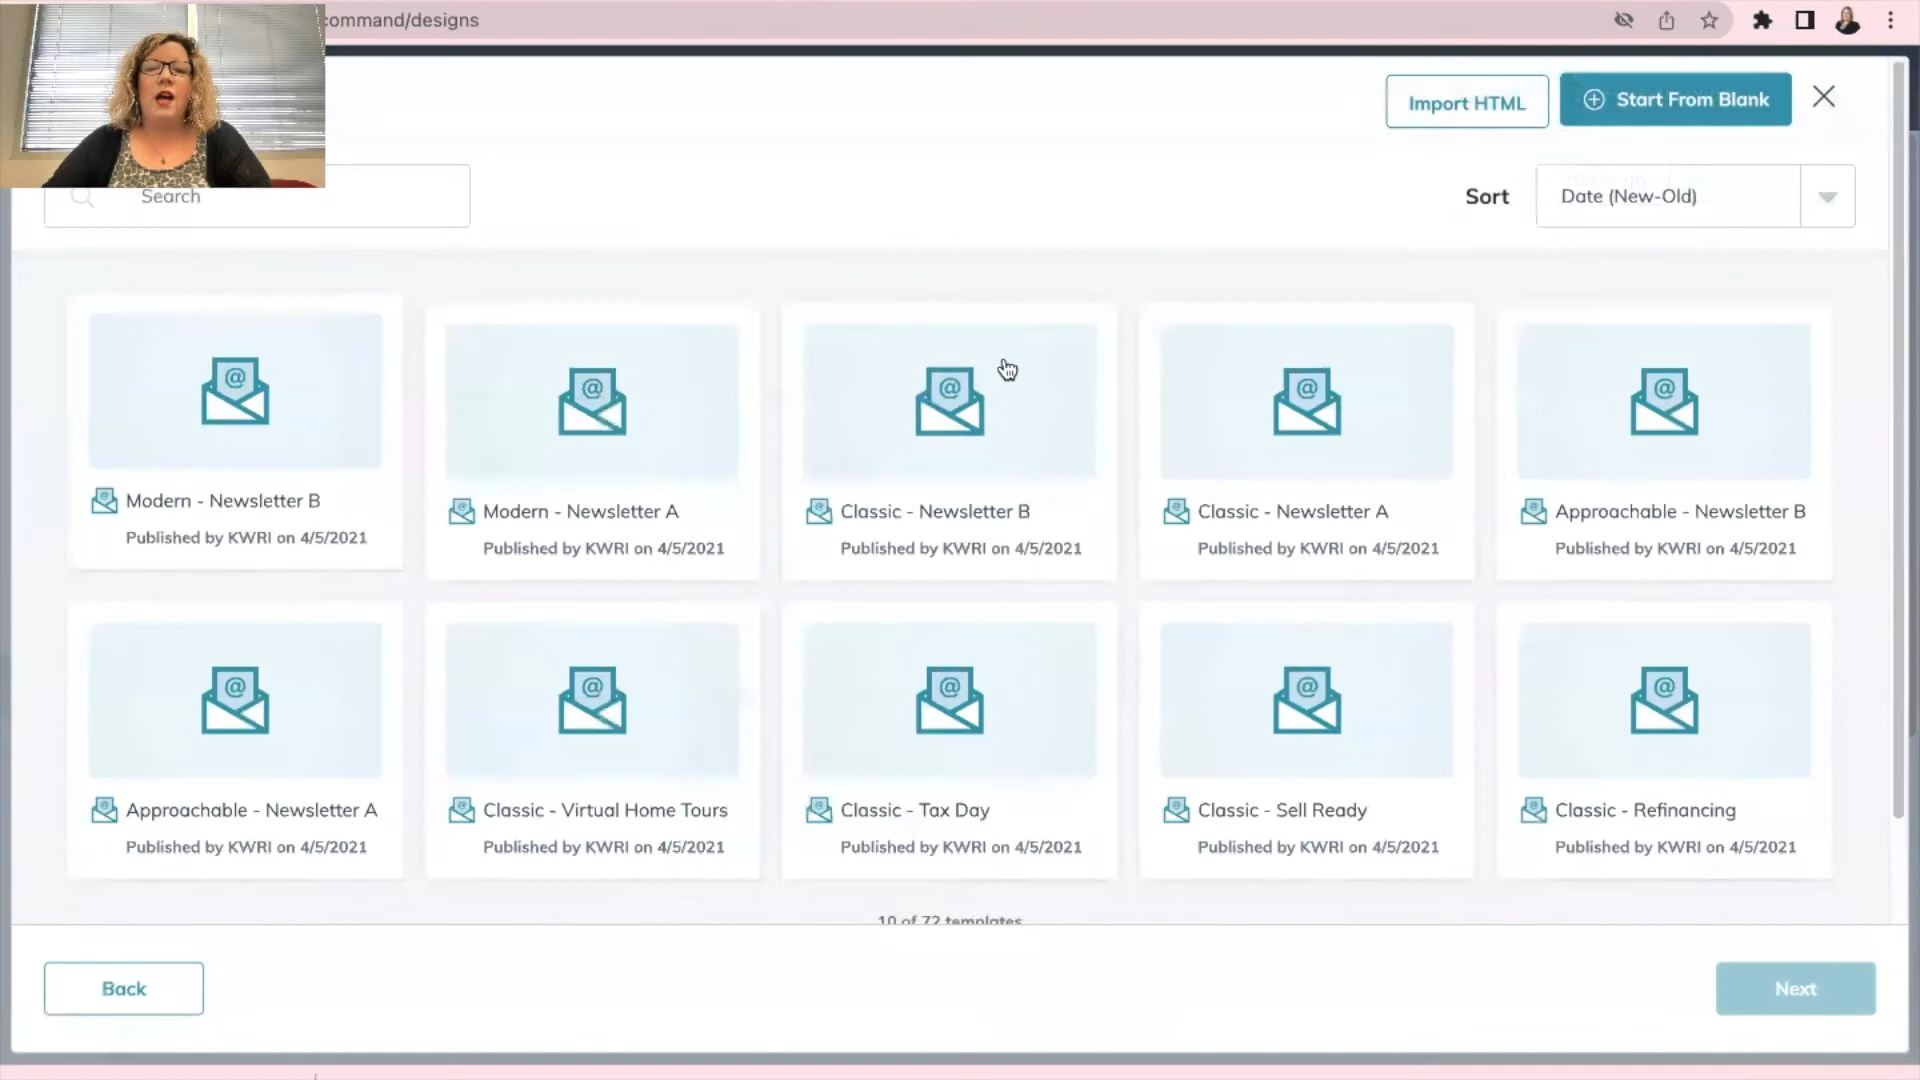 command/designs
Import HTML
Start From Blank
Search
Sort
Date (New-Old)
Modern - Newsletter B
Published by KWRI on 4/5/2021
Modern - Newsletter A
Published by KWRI on 4/5/2021
Classic - Newsletter B
Published by KWRI on 4/5/2021
Classic - Newsletter A
Published by KWRI on 4/5/2021
Approachable - Newsletter B
Published by KWRI on 4/5/2021
Approachable - Newsletter A
Published by KWRI on 4/5/2021
Classic - Virtual Home Tours
Published by KWRI on 4/5/2021
Classic - Tax Day
Published by KWRI on 4/5/2021
Classic - Sell Ready
Published by KWRI on 4/5/2021
Classic - Refinancing
Published by KWRI on 4/5/2021
10 of 72 templates
Back
Next